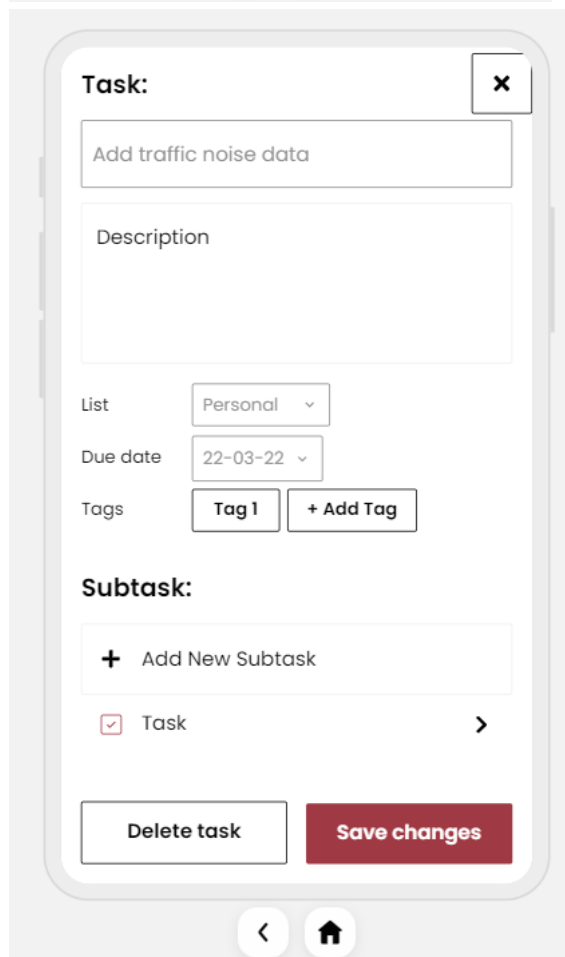 Task:
Add traffic noise data
Description
List Personal
Due date 22-03-22
Tags Tag 1 + Add Tag
Subtask:
+ Add New Subtask
Task
Delete task Save changes